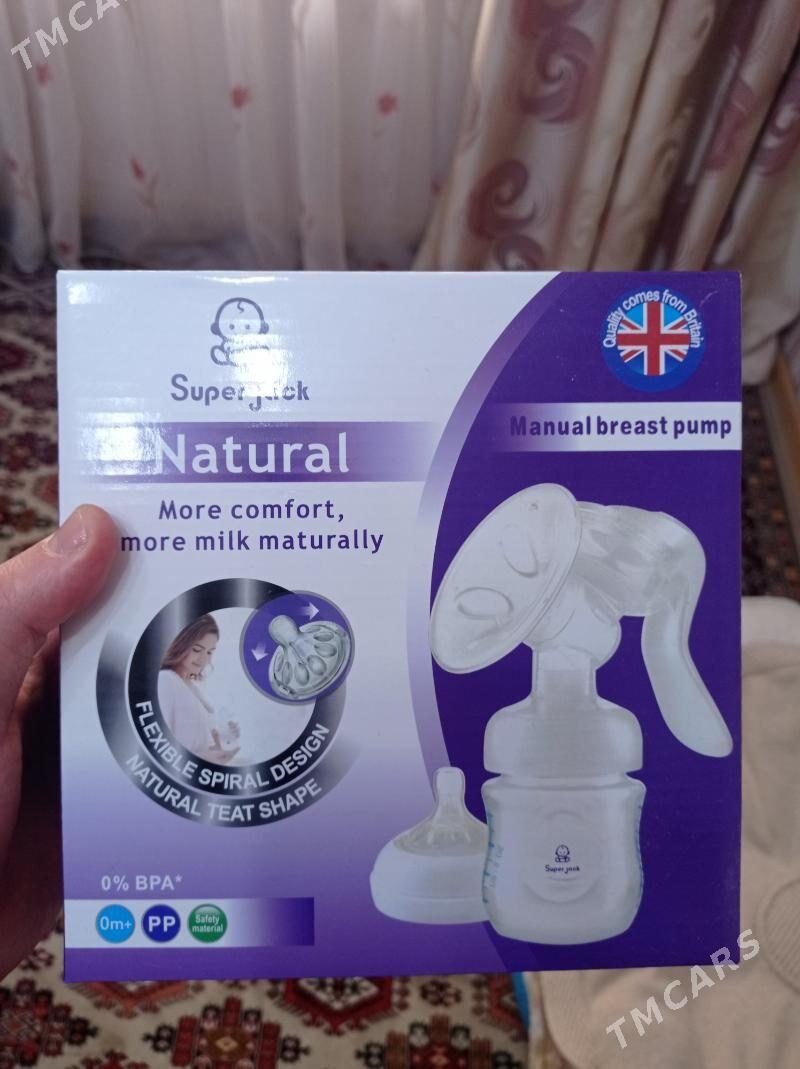 TMCARS
Quality comes from Britain
Superjack
Natural
Manual breast pump
More comfort,
more milk maturally
FLEXIBLE SPIRAL DESIGN
NATURAL TEAT SHAPE
Superjack
0% BPA*
0m+
PP
Safety
material
TMCARS